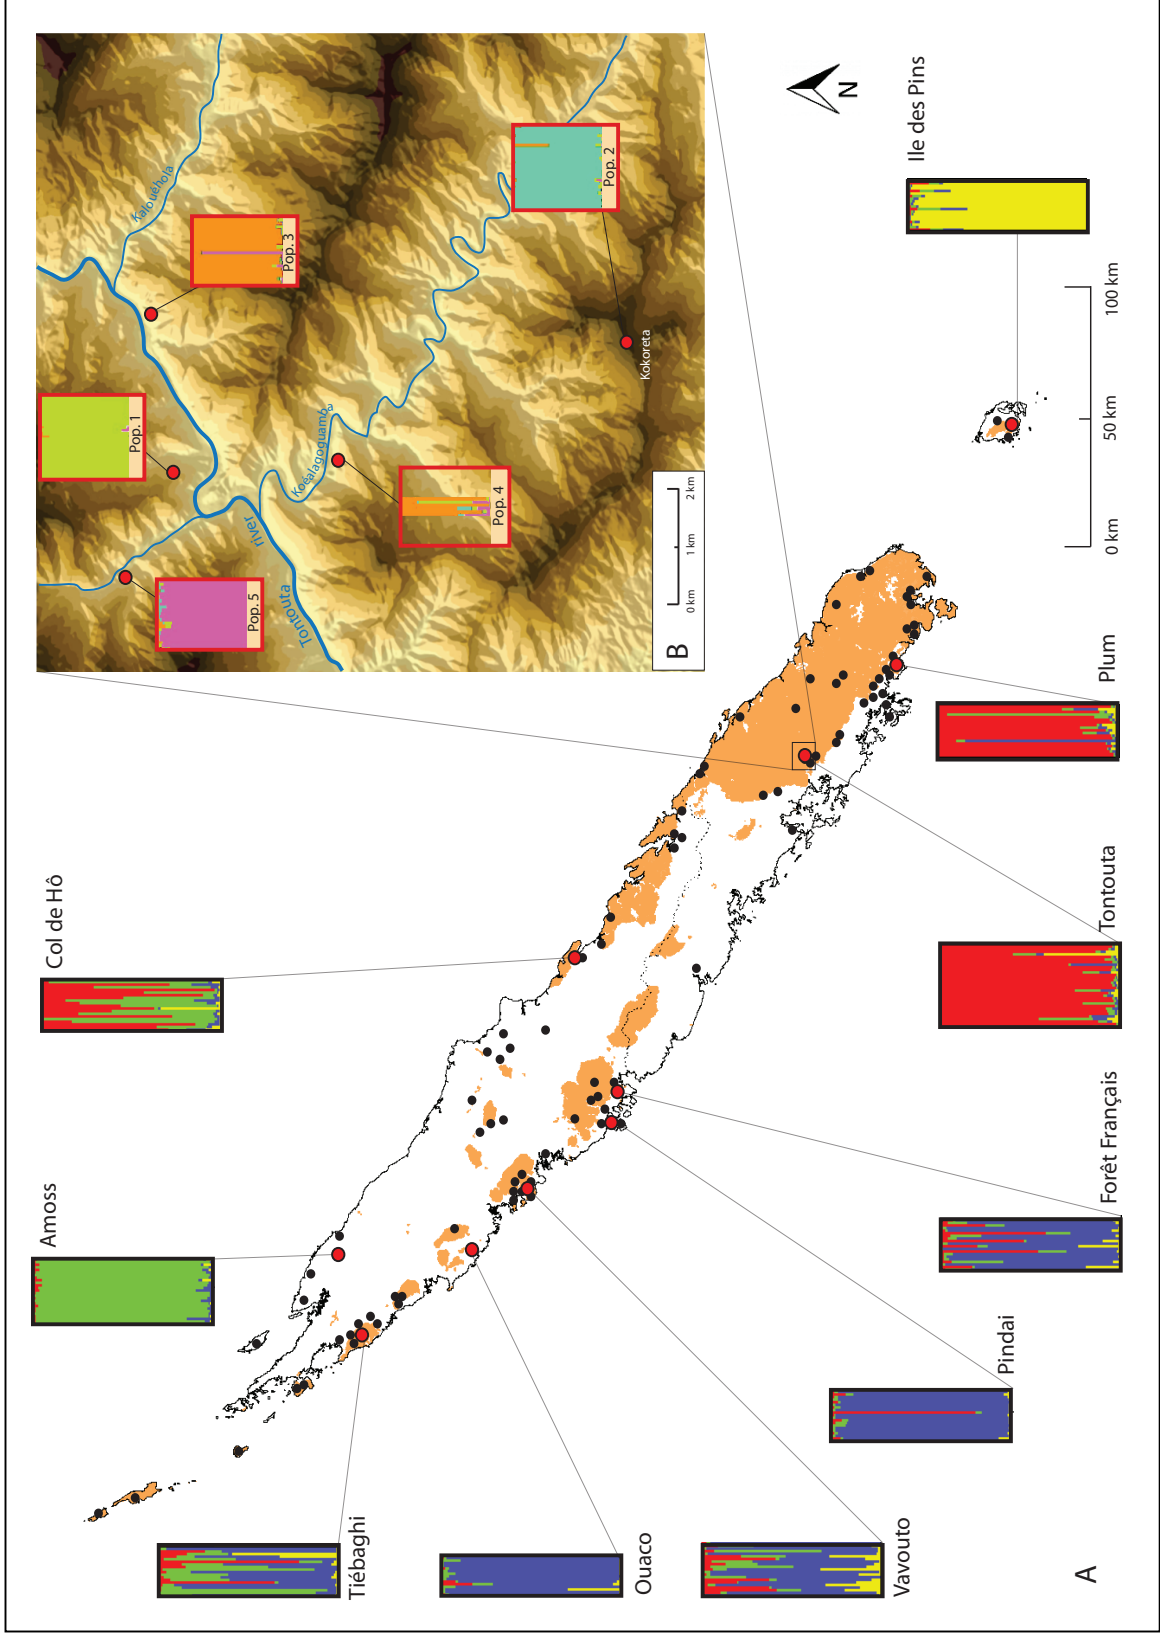 Kalouéhola
Pop. 3
Pop. 2
Pop. 1
Kokoreta
Koealagoguamba
Pop. 4
Pop. 5
river
Tontouta
B
0 km
1 km
2 km
N
Ile des Pins
0 km
50 km
100 km
Col de Hô
Amoss
Plum
Tontouta
Forêt Français
Pindai
Tiébaghi
Ouaco
Vavouto
A